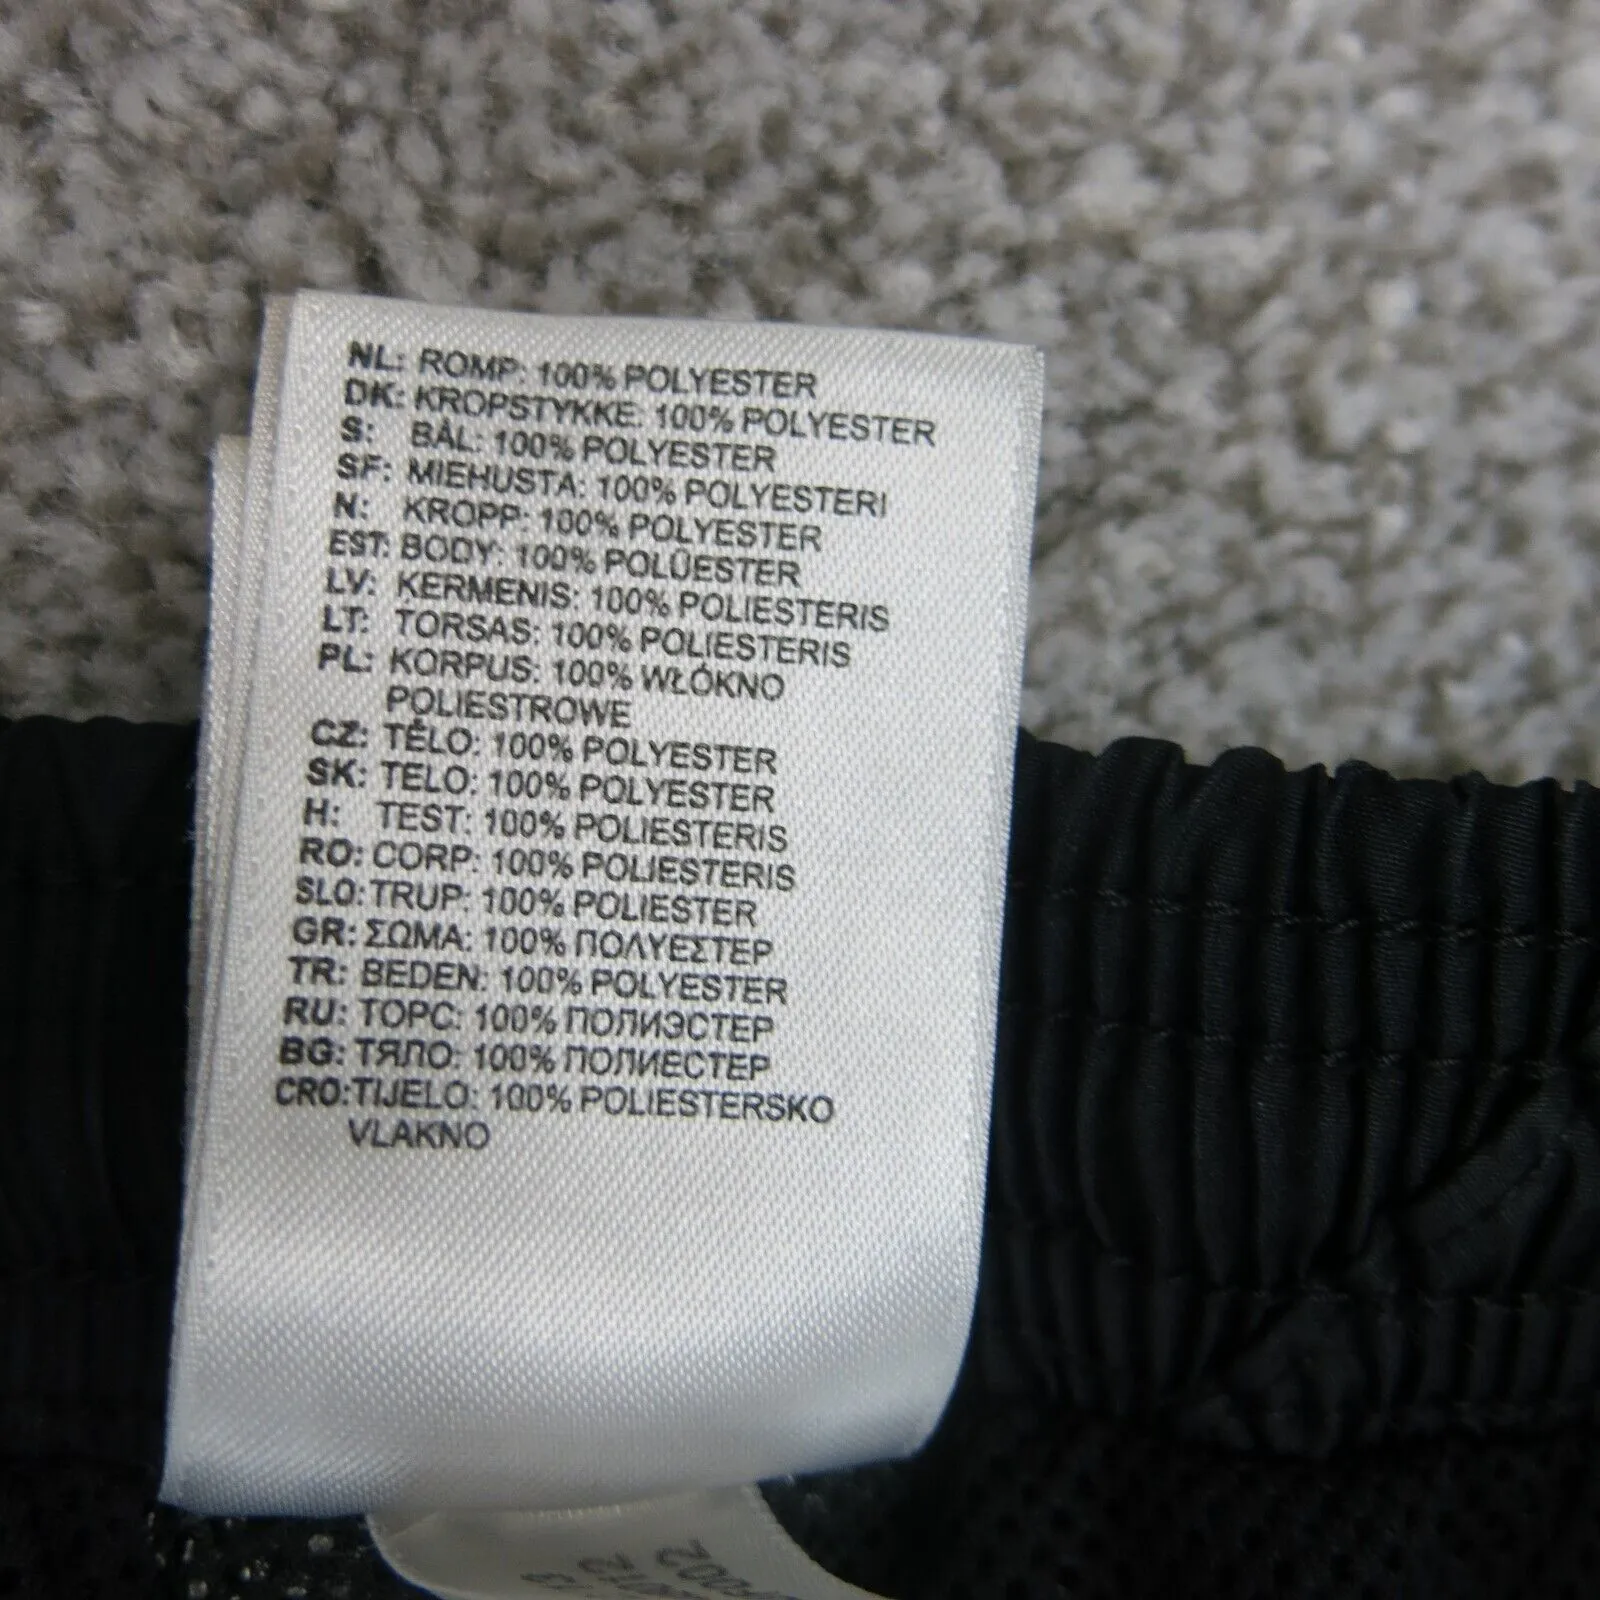 NL: ROMP: 100% POLYESTER
DK: KROPSTYKKE: 100% POLYESTER
S: BÅL: 100% POLYESTER
SF: MIEHUSTA: 100% POLYESTERI
N: KROPP: 100% POLYESTER
EST: BODY: 100% POLÜESTER
LV: KERMENIS: 100% POLIESTERIS
LT: TORSAS: 100% POLIESTERIS
PL: KORPUS: 100% WŁÓKNO
POLIESTROWE
CZ: TĚLO: 100% POLYESTER
SK: TELO: 100% POLYESTER
H: TEST: 100% POLIESTERIS
RO: CORP: 100% POLIESTERIS
SLO: TRUP: 100% POLIESTER
GR: ΣΩΜΑ: 100% ΠΟΛΥΕΣΤΕΡ
TR: BEDEN: 100% POLYESTER
RU: ТОРС: 100% ПОЛИЭСТЕР
BG: ТЯЛО: 100% ПОЛИЕСТЕР
CRO: TIJELO: 100% POLIESTERSKO
VLAKNO